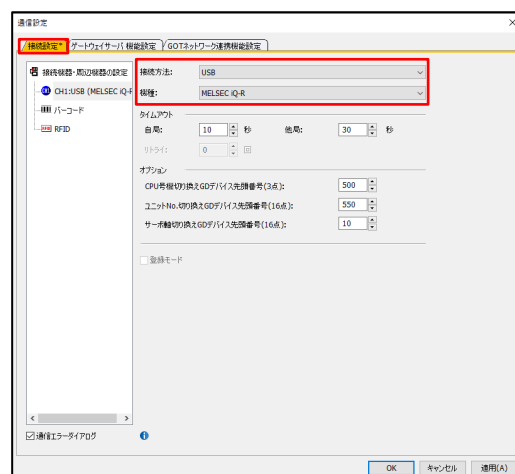 通信設定
接続設定* ゲートウェイサーバ 機能設定 GOTネットワーク連携機能設定
接続機器・周辺機器の設定
CH1:USB (MELSEC iQ-R
バーコード
RFID
接続方法: USB
機種: MELSEC iQ-R
タイムアウト
自局: 10 秒 他局: 30 秒
リトライ: 0 回
オプション
CPU号機切り換えGDデバイス先頭番号(3点): 500
ユニットNo.切り換えGDデバイス先頭番号(16点): 550
サーボ軸切り換えGDデバイス先頭番号(16点): 10
登録モード
通信エラーダイアログ
OK キャンセル 適用(A)